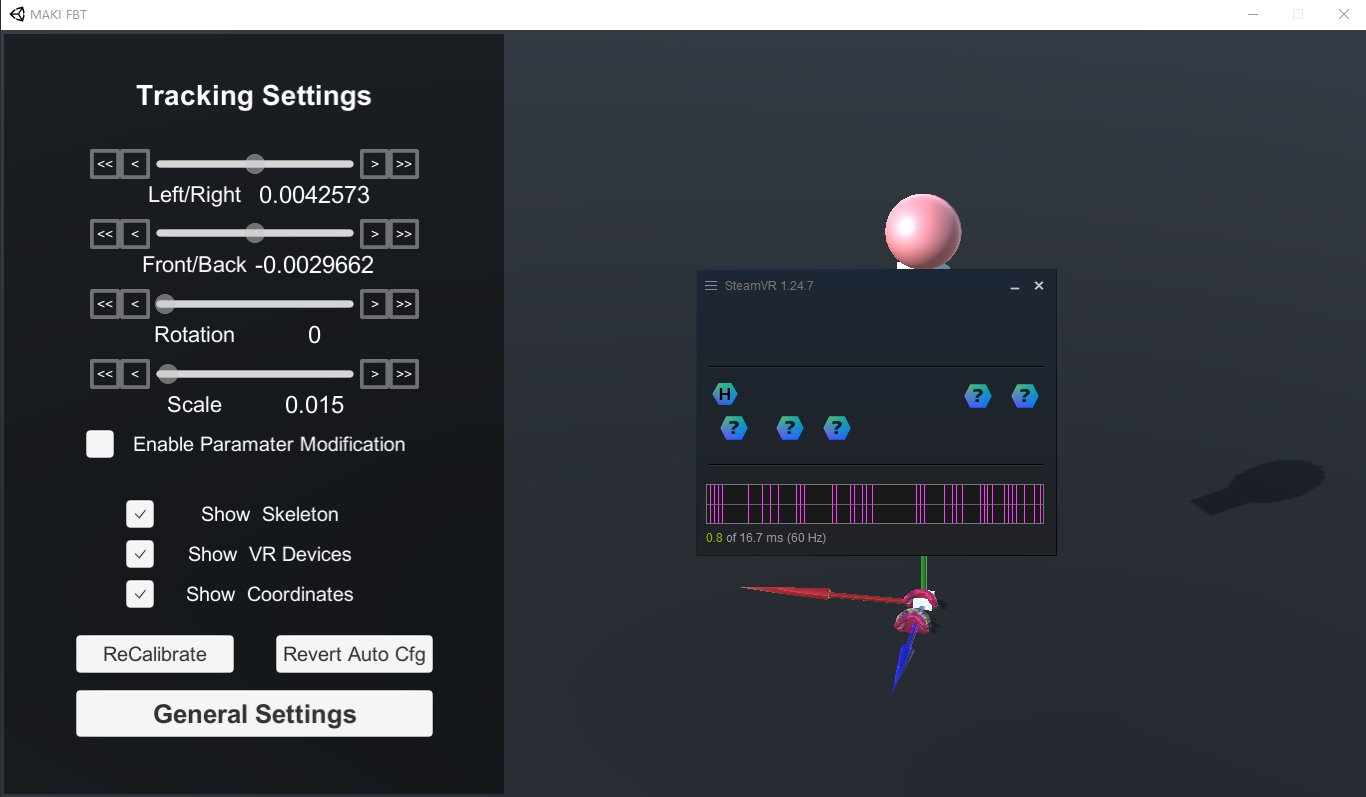 MAKI FBT
Tracking Settings
<< < > >>
Left/Right 0.0042573
<< < > >>
Front/Back -0.0029662
<< < > >>
Rotation 0
<< < > >>
Scale 0.015
Enable Paramater Modification
Show Skeleton
Show VR Devices
Show Coordinates
ReCalibrate Revert Auto Cfg
General Settings
SteamVR 1.24.7
H ? ?
? ? ?
0.8 of 16.7 ms (60 Hz)